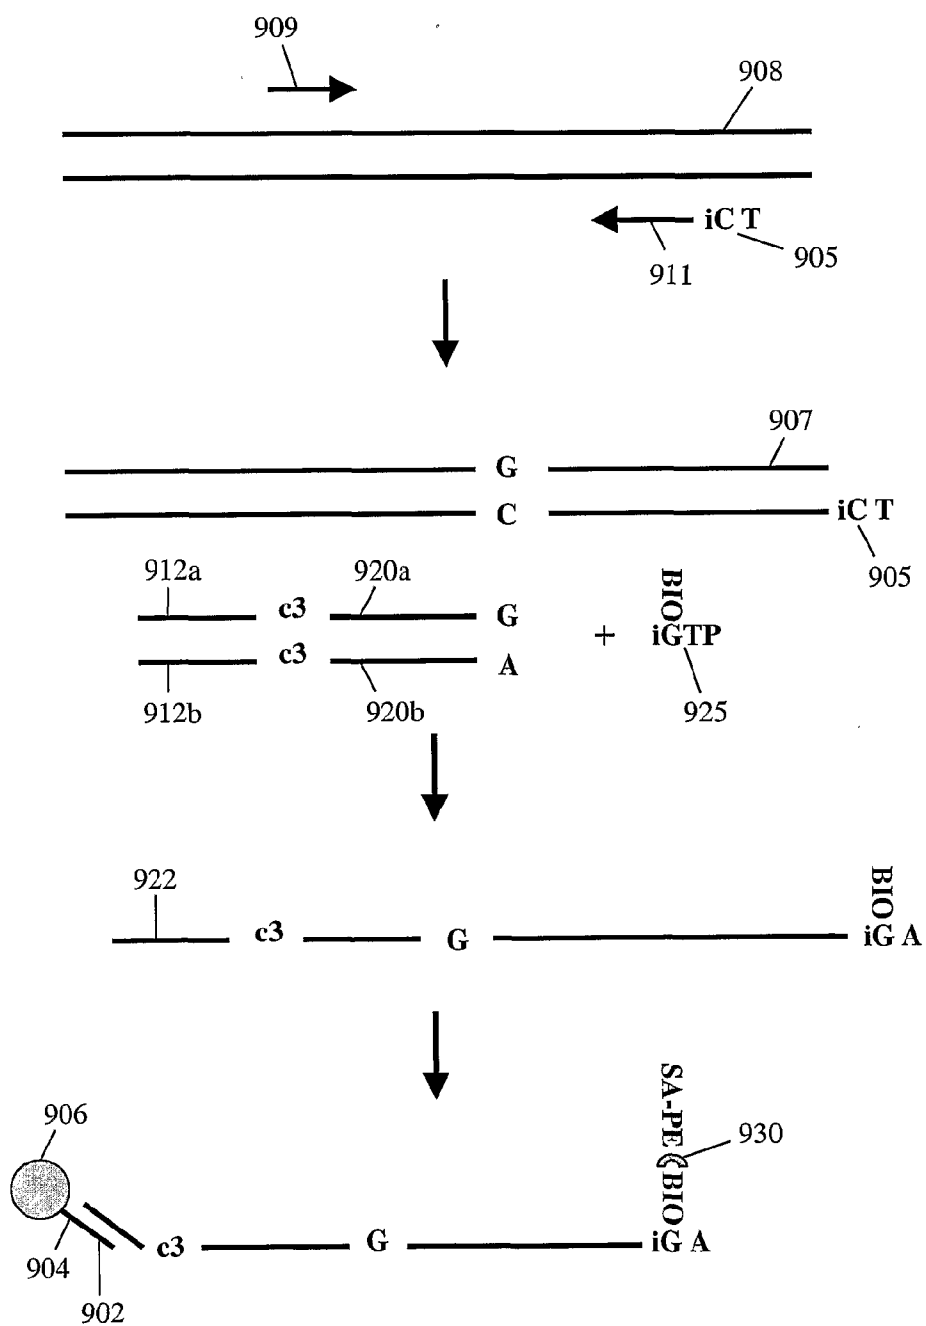 909
908
iC T
905
911
907
G
C
iC T
905
912a
920a
c3
G
c3
A
912b
920b
+
BIO
iGTP
925
922
c3
G
BIO
iG A
906
904
902
c3
G
SA-PE
BIO
iG A
930